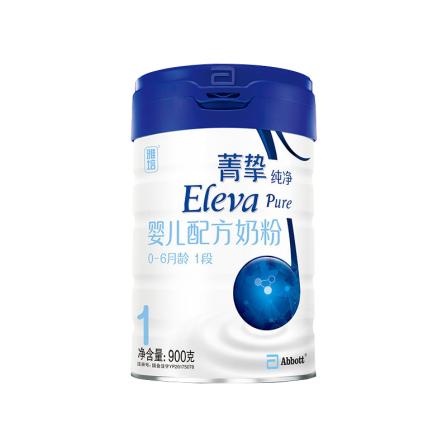 雅培
菁挚 纯净
Eleva Pure
婴儿配方奶粉
0-6月龄 1段
1
净含量:900克
Abbott